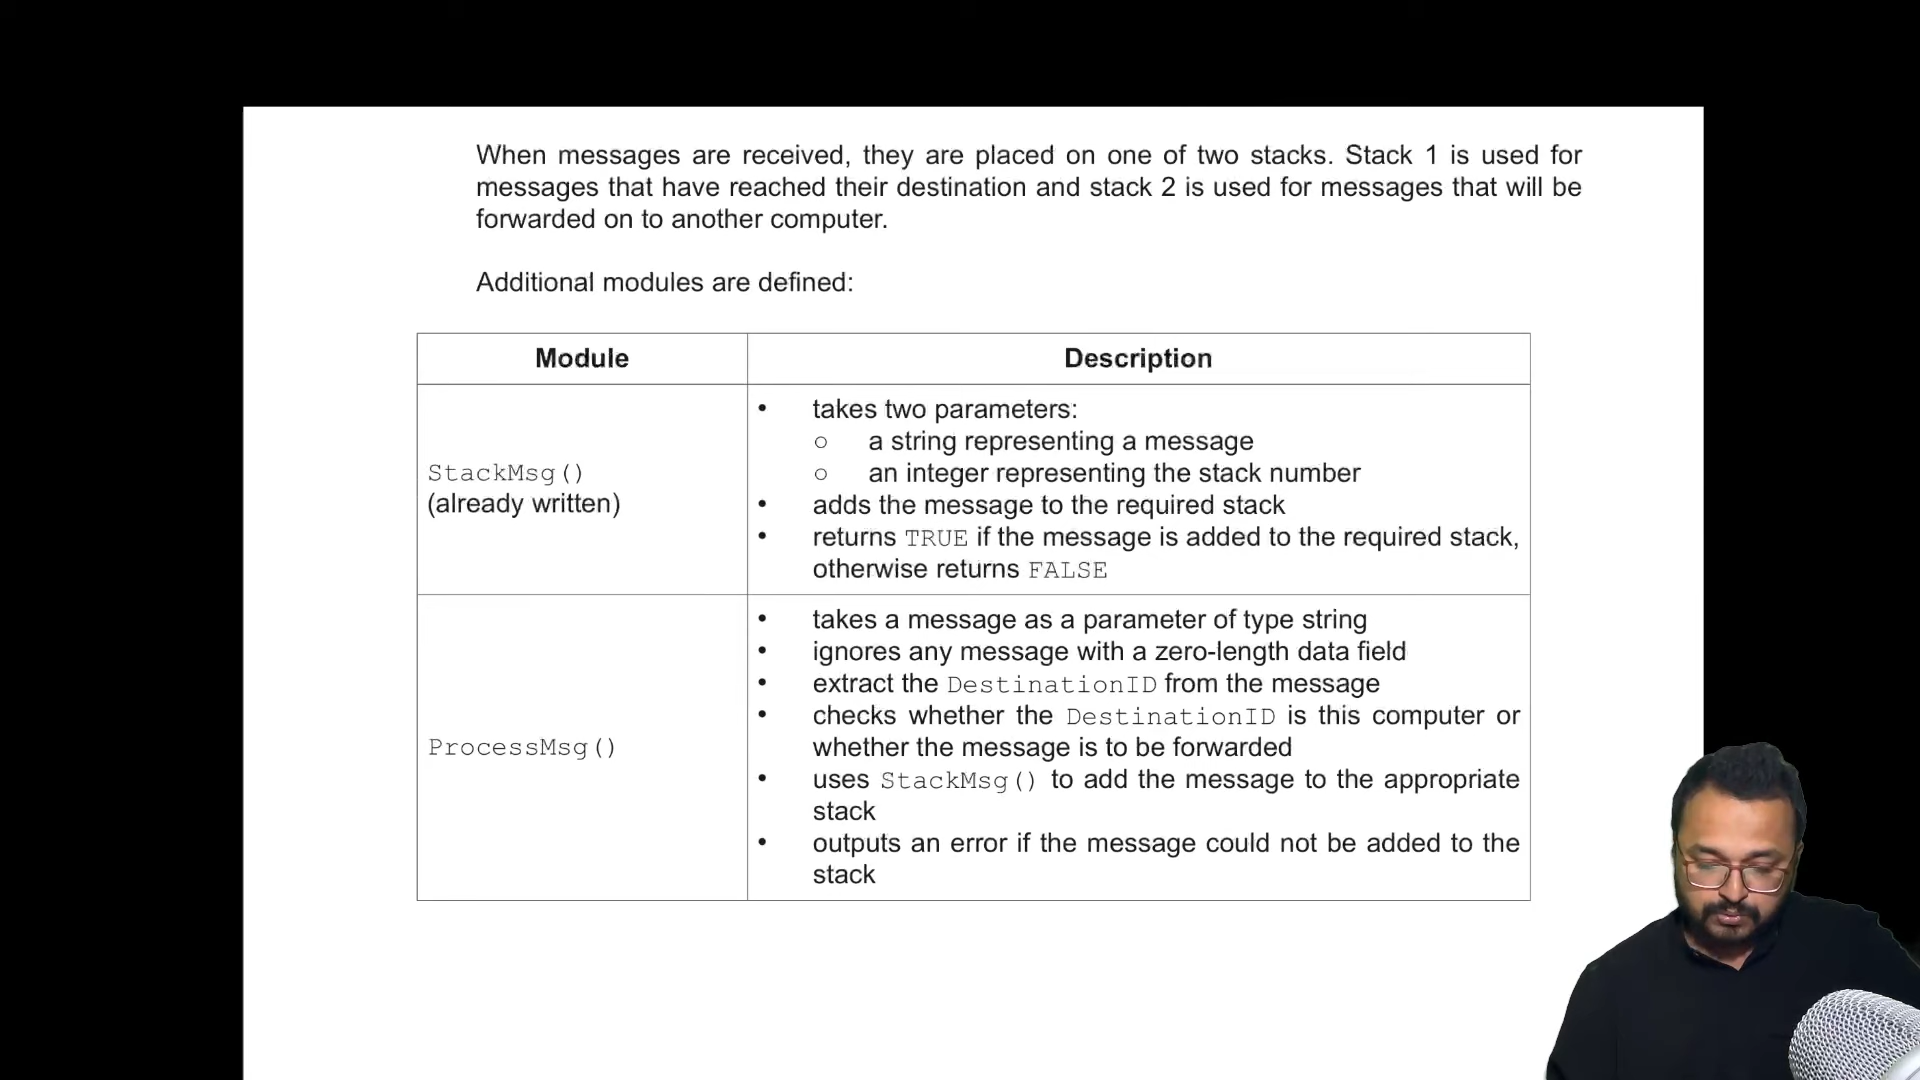 When messages are received, they are placed on one of two stacks. Stack 1 is used for
messages that have reached their destination and stack 2 is used for messages that will be
forwarded on to another computer.
Additional modules are defined:
Module
Description
StackMsg()
(already written)
• takes two parameters:
○ a string representing a message
○ an integer representing the stack number
• adds the message to the required stack
• returns TRUE if the message is added to the required stack,
otherwise returns FALSE
ProcessMsg()
• takes a message as a parameter of type string
• ignores any message with a zero-length data field
• extract the DestinationID from the message
• checks whether the DestinationID is this computer or
whether the message is to be forwarded
• uses StackMsg() to add the message to the appropriate
stack
• outputs an error if the message could not be added to the
stack